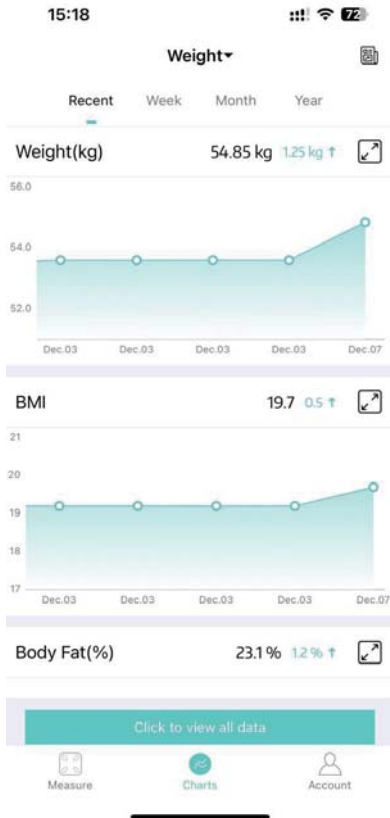 15:18 72
Weight
Recent Week Month Year
Weight(kg) 54.85 kg 1.25 kg ↑
56.0
54.0
52.0
Dec.03 Dec.03 Dec.03 Dec.03 Dec.07
BMI 19.7 0.5 ↑
21
20
19
18
17
Dec.03 Dec.03 Dec.03 Dec.03 Dec.07
Body Fat(%) 23.1% 1.2% ↑
Click to view all data
Measure Charts Account